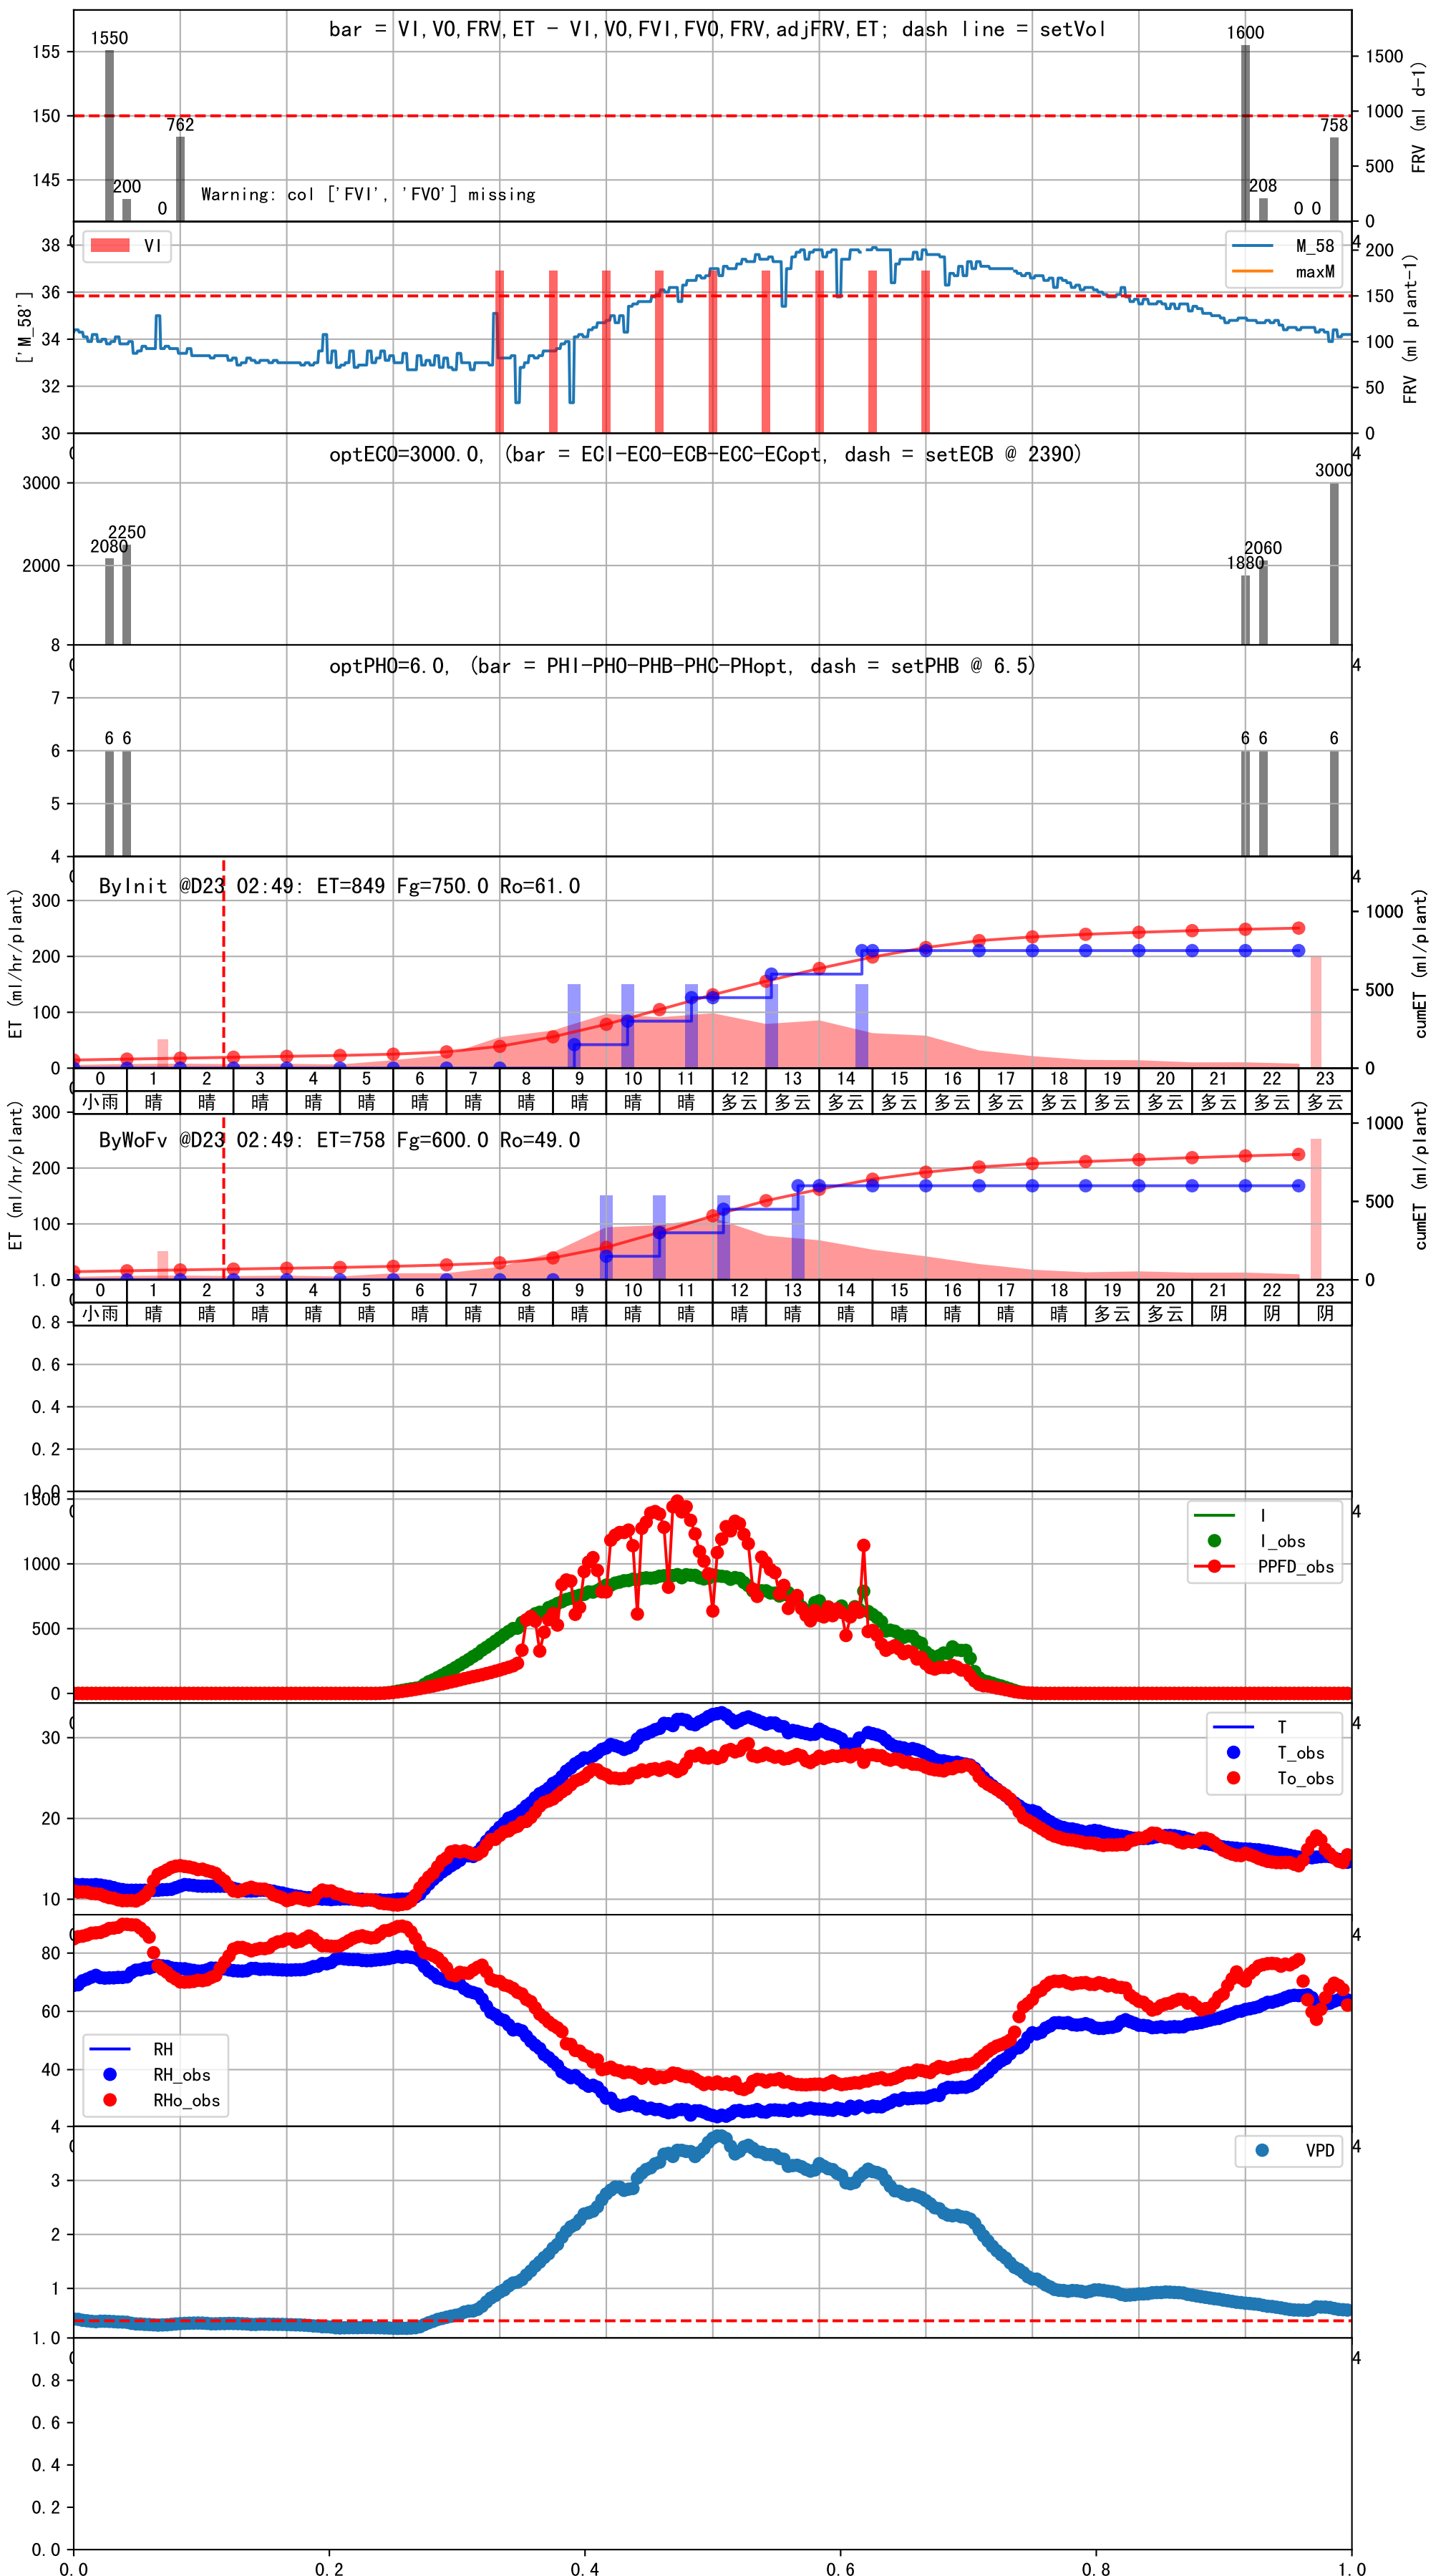 bar = VI,VO,FRV,ET - VI,VO,FVI,FVO,FRV,adjFRV,ET; dash line = setVol
1550
1600
155
1500
150
1000
762
758
145
500
200
208
0
0 0
Warning: col ['FVI', 'FVO'] missing
0
FRV (ml d-1)
4
VI
M_58
maxM
38
36
34
32
30
200
150
100
50
0
['M_58']
FRV (ml plant-1)
4
optECO=3000.0, (bar = ECI-ECO-ECB-ECC-ECopt, dash = setECB @ 2390)
3000
3000
2250
2080
2060
1880
2000
8
optPHO=6.0, (bar = PHI-PHO-PHB-PHC-PHopt, dash = setPHB @ 6.5)
4
7
6
5
4
6 6
6 6
6
4
ByInit @D23 02:49: ET=849 Fg=750.0 Ro=61.0
300
200
100
0
1000
500
0
ET (ml/hr/plant)
cumET (ml/plant)
0 1 2 3 4 5 6 7 8 9 10 11 12 13 14 15 16 17 18 19 20 21 22 23
小雨 晴 晴 晴 晴 晴 晴 晴 晴 晴 晴 晴 多云 多云 多云 多云 多云 多云 多云 多云 多云 多云 多云 多云
ByWoFv @D23 02:49: ET=758 Fg=600.0 Ro=49.0
300
200
100
1.0
1000
500
0
ET (ml/hr/plant)
cumET (ml/plant)
0 1 2 3 4 5 6 7 8 9 10 11 12 13 14 15 16 17 18 19 20 21 22 23
小雨 晴 晴 晴 晴 晴 晴 晴 晴 晴 晴 晴 晴 晴 晴 晴 晴 晴 晴 多云 多云 阴 阴 阴
0.8
0.6
0.4
0.2
0.0
1500
1000
500
0
4
I
I_obs
PPFD_obs
30
20
10
4
T
T_obs
To_obs
80
60
40
4
4
RH
RH_obs
RHo_obs
3
2
1
4
VPD
1.0
0.8
0.6
0.4
0.2
0.0
4
0.0 0.2 0.4 0.6 0.8 1.0